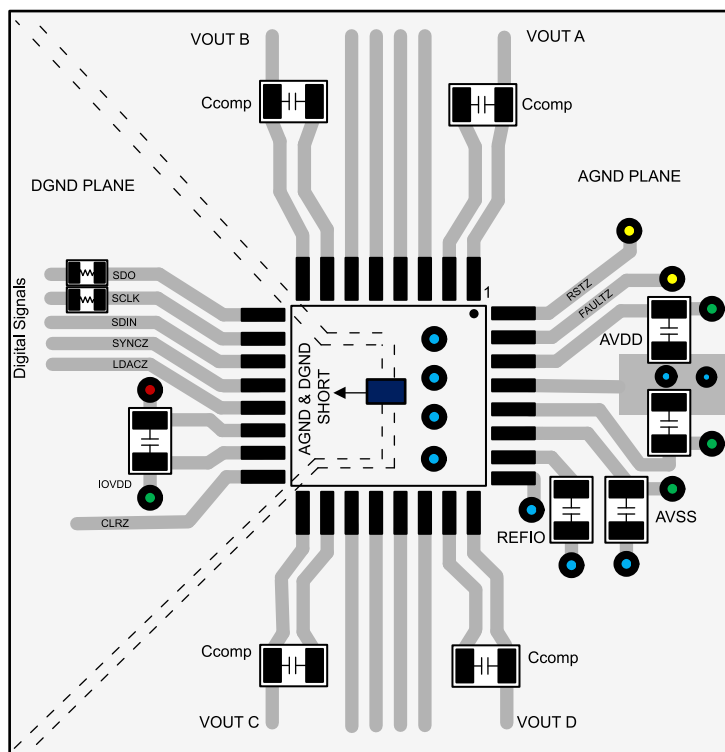 VOUT B
VOUT A
Ccomp
Ccomp
DGND PLANE
AGND PLANE
Digital Signals
SDO
SCLK
SDIN
SYNCZ
LDACZ
IOVDD
CLRZ
1
RSTZ
FAULTZ
AVDD
AGND & DGND
SHORT
REFIO
AVSS
Ccomp
Ccomp
VOUT C
VOUT D